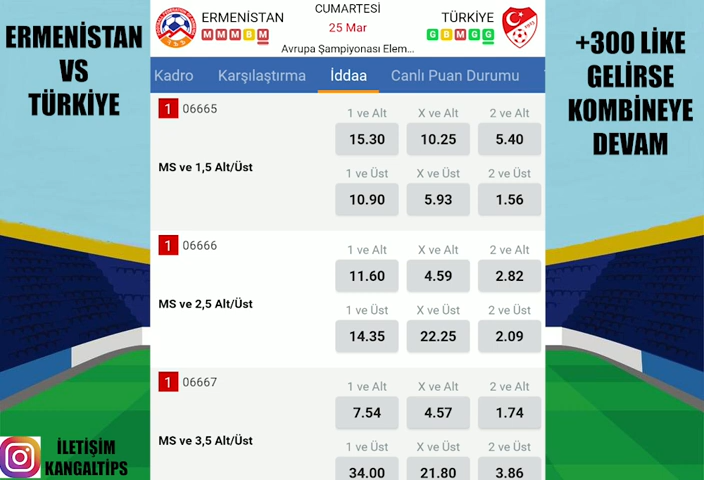 ERMENİSTAN
VS
TÜRKİYE
ERMENİSTAN
M M M B M
CUMARTESİ
25 Mar
Avrupa Şampiyonası Elem...
TÜRKİYE
G B M G G
+300 LİKE
GELİRSE
KOMBİNEYE
DEVAM
Kadro Karşılaştırma İddaa Canlı Puan Durumu
1 06665
MS ve 1,5 Alt/Üst
1 ve Alt X ve Alt 2 ve Alt
15.30 10.25 5.40
1 ve Üst X ve Üst 2 ve Üst
10.90 5.93 1.56
1 06666
MS ve 2,5 Alt/Üst
1 ve Alt X ve Alt 2 ve Alt
11.60 4.59 2.82
1 ve Üst X ve Üst 2 ve Üst
14.35 22.25 2.09
1 06667
MS ve 3,5 Alt/Üst
1 ve Alt X ve Alt 2 ve Alt
7.54 4.57 1.74
1 ve Üst X ve Üst 2 ve Üst
34.00 21.80 3.86
İLETİŞİM
KANGALTİPS